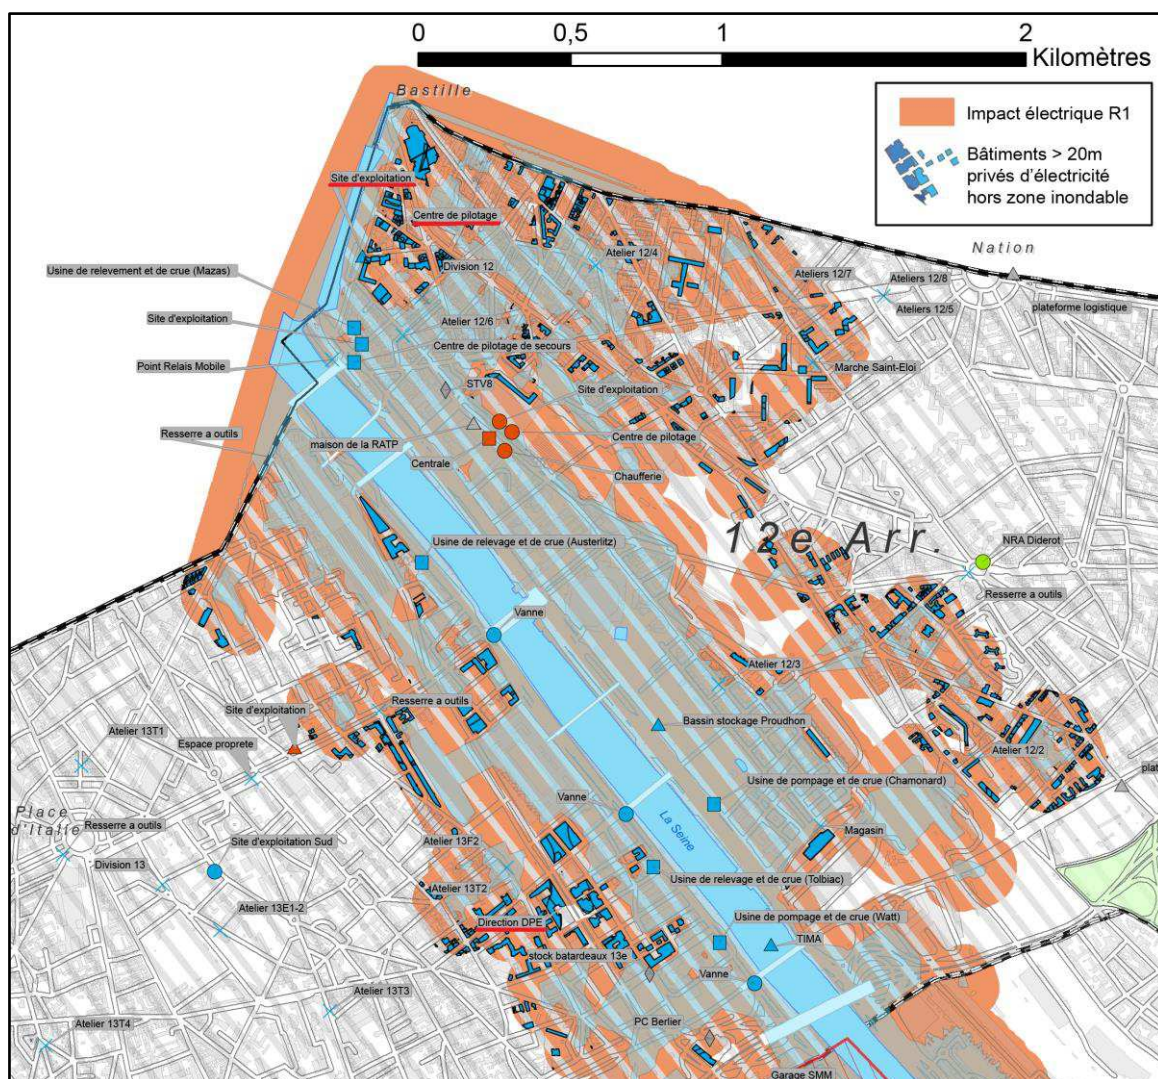 0
0,5
1
2
Kilomètres
Impact électrique R1
Bâtiments > 20m
privés d'électricité
hors zone inondable
Bastille
Site d'exploitation
Centre de pilotage
Nation
Atelier 12/4
Division 12
Usine de relevement et de crue (Mazas)
Ateliers 12/7
Ateliers 12/8
plateforme logistique
Ateliers 12/5
Site d'exploitation
Atelier 12/6
Centre de pilotage de secours
Point Relais Mobile
Marche Saint-Eloi
STV8
Site d'exploitation
Resserre a outils
maison de la RATP
Centre de pilotage
Centrale
Chaufferie
12e Arr.
Usine de relevage et de crue (Austerlitz)
NRA Diderot
Resserre a outils
Vanne
Atelier 12/3
Resserre a outils
Site d'exploitation
Bassin stockage Proudhon
Atelier 13T1
Espace proprete
Atelier 12/2
plat
Usine de pompage et de crue (Chamonard)
Vanne
Place
d'Italie
Resserre a outils
La Seine
Magasin
Site d'exploitation Sud
Atelier 13F2
Division 13
Usine de relevage et de crue (Tolbiac)
Atelier 13T2
Atelier 13E1-2
Direction DPE
Usine de pompage et de crue (Watt)
TIMA
stock batardeaux 13e
Vanne
Atelier 13T3
Atelier 13T4
PC Berlier
Garage SMM